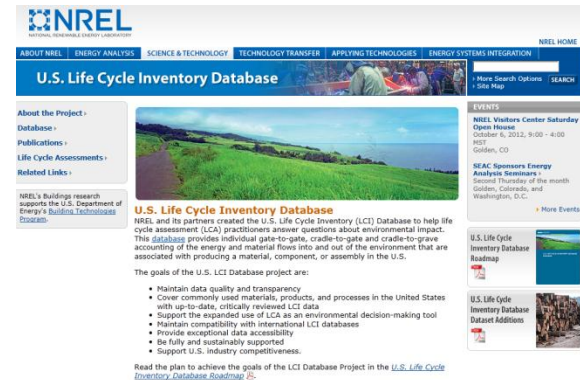 NREL
NATIONAL RENEWABLE ENERGY LABORATORY
NREL HOME
ABOUT NREL ENERGY ANALYSIS SCIENCE & TECHNOLOGY TECHNOLOGY TRANSFER APPLYING TECHNOLOGIES ENERGY SYSTEMS INTEGRATION
U.S. Life Cycle Inventory Database
› More Search Options SEARCH
› Site Map
About the Project ›
Database ›
Publications ›
Life Cycle Assessments ›
Related Links ›
NREL's Buildings research
supports the U.S. Department of
Energy's Building Technologies
Program.
U.S. Life Cycle Inventory Database
NREL and its partners created the U.S. Life Cycle Inventory (LCI) Database to help life
cycle assessment (LCA) practitioners answer questions about environmental impact.
This database provides individual gate-to-gate, cradle-to-gate and cradle-to-grave
accounting of the energy and material flows into and out of the environment that are
associated with producing a material, component, or assembly in the U.S.
The goals of the U.S. LCI Database project are:
• Maintain data quality and transparency
• Cover commonly used materials, products, and processes in the United States
with up-to-date, critically reviewed LCI data
• Support the expanded use of LCA as an environmental decision-making tool
• Maintain compatibility with international LCI databases
• Provide exceptional data accessibility
• Be fully and sustainably supported
• Support U.S. industry competitiveness.
Read the plan to achieve the goals of the LCI Database Project in the U.S. Life Cycle
Inventory Database Roadmap.
EVENTS
NREL Visitors Center Saturday
Open House
October 6, 2012, 9:00 - 4:00
MST
Golden, CO
SEAC Sponsors Energy
Analysis Seminars ›
Second Thursday of the month
Golden, Colorado, and
Washington, D.C.
› More Events
U.S. Life Cycle
Inventory Database
Roadmap
U.S. Life Cycle
Inventory Database
Dataset Additions